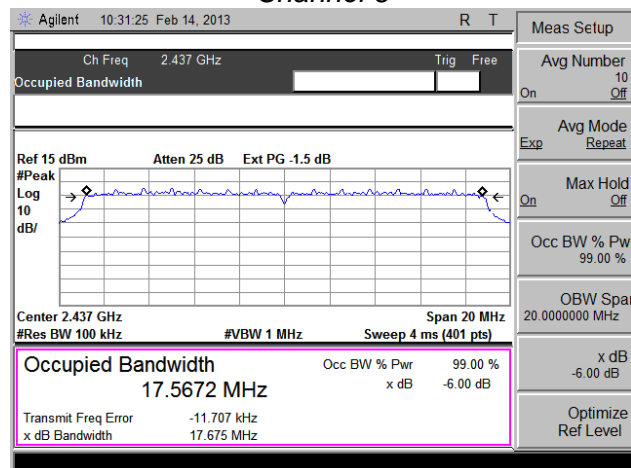 Agilent 10:31:25 Feb 14, 2013 R T
Meas Setup
Ch Freq 2.437 GHz Trig Free
Occupied Bandwidth
Avg Number
10
On Off
Avg Mode
Exp Repeat
Max Hold
On Off
Occ BW % Pw
99.00 %
OBW Spa
20.0000000 MHz
x dB
-6.00 dB
Optimize
Ref Level
Ref 15 dBm Atten 25 dB Ext PG -1.5 dB
#Peak
Log
10
dB/
Center 2.437 GHz Span 20 MHz
#Res BW 100 kHz #VBW 1 MHz Sweep 4 ms (401 pts)
Occupied Bandwidth Occ BW % Pwr 99.00 %
17.5672 MHz x dB -6.00 dB
Transmit Freq Error -11.707 kHz
x dB Bandwidth 17.675 MHz